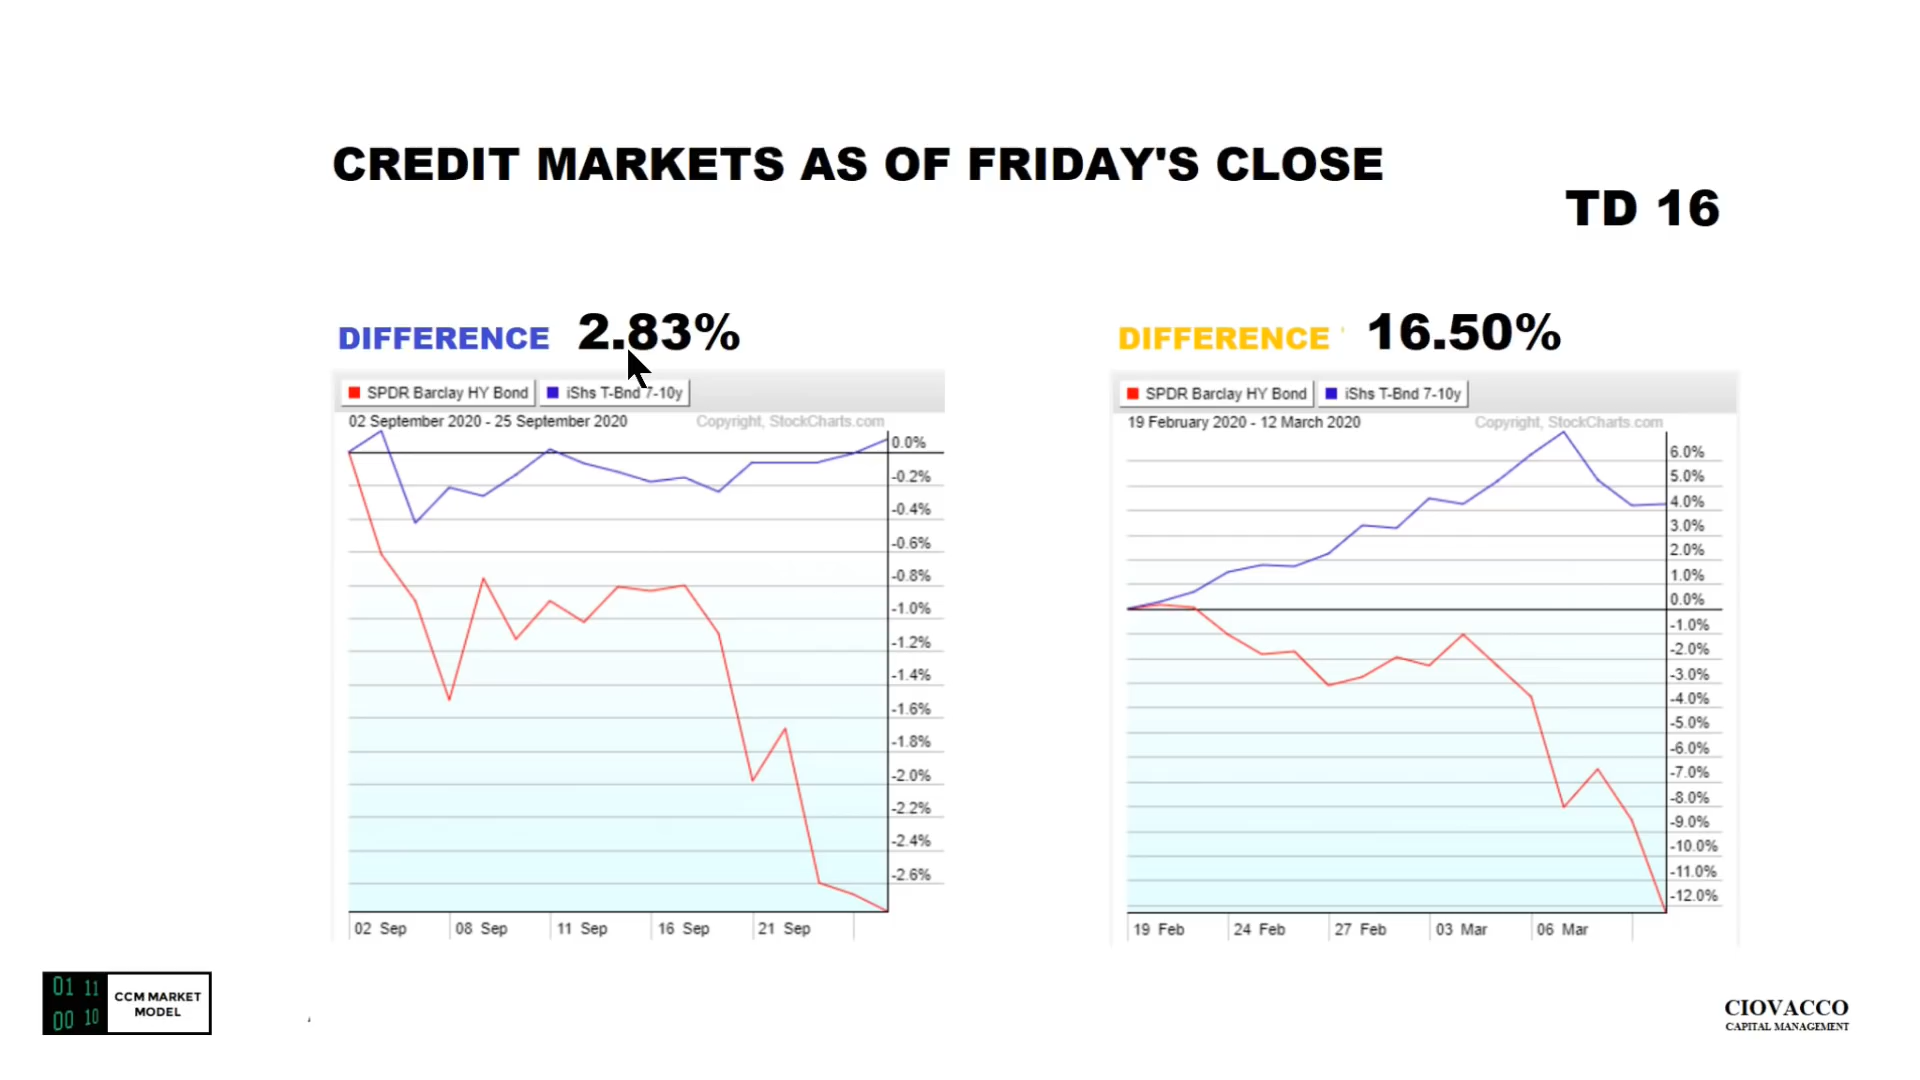 CREDIT MARKETS AS OF FRIDAY'S CLOSE
TD 16
DIFFERENCE 2.83%
SPDR Barclay HY Bond
iShs T-Bnd 7-10y
02 September 2020 - 25 September 2020
Copyright, StockCharts.com
0.0%
-0.2%
-0.4%
-0.6%
-0.8%
-1.0%
-1.2%
-1.4%
-1.6%
-1.8%
-2.0%
-2.2%
-2.4%
-2.6%
02 Sep
08 Sep
11 Sep
16 Sep
21 Sep
DIFFERENCE ' 16.50%
SPDR Barclay HY Bond
iShs T-Bnd 7-10y
19 February 2020 - 12 March 2020
Copyright, StockCharts.com
6.0%
5.0%
4.0%
3.0%
2.0%
1.0%
0.0%
-1.0%
-2.0%
-3.0%
-4.0%
-5.0%
-6.0%
-7.0%
-8.0%
-9.0%
-10.0%
-11.0%
-12.0%
19 Feb
24 Feb
27 Feb
03 Mar
06 Mar
01 11
00 10
CCM MARKET
MODEL
CIOVACCO
CAPITAL MANAGEMENT